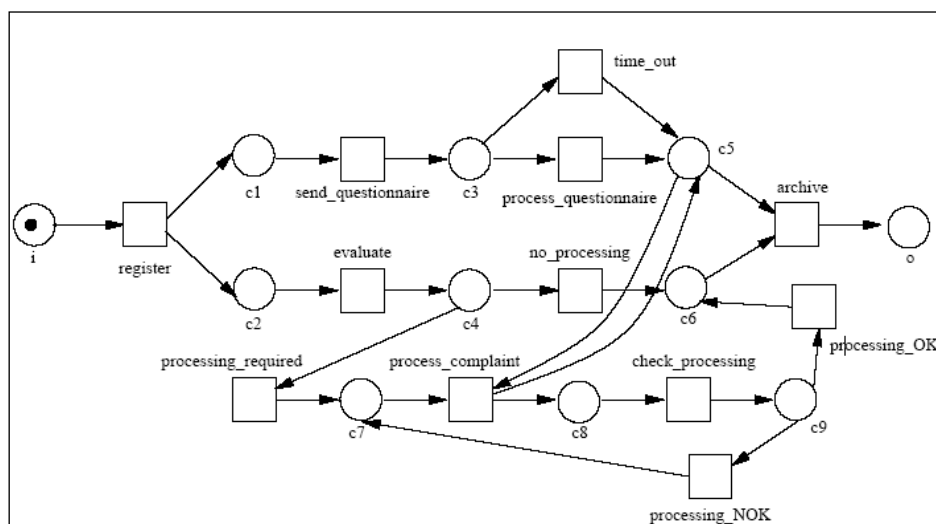 time_out
c5
c1
c3
archive
send_questionnaire
process_questionnaire
i
register
evaluate
no_processing
o
c2
c4
c6
processing_OK
processing_required
process_complaint
check_processing
c7
c8
c9
processing_NOK